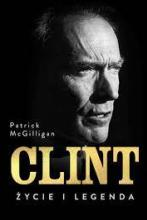 Patrick
McGilligan
CLINT
ŻYCIE I LEGENDA